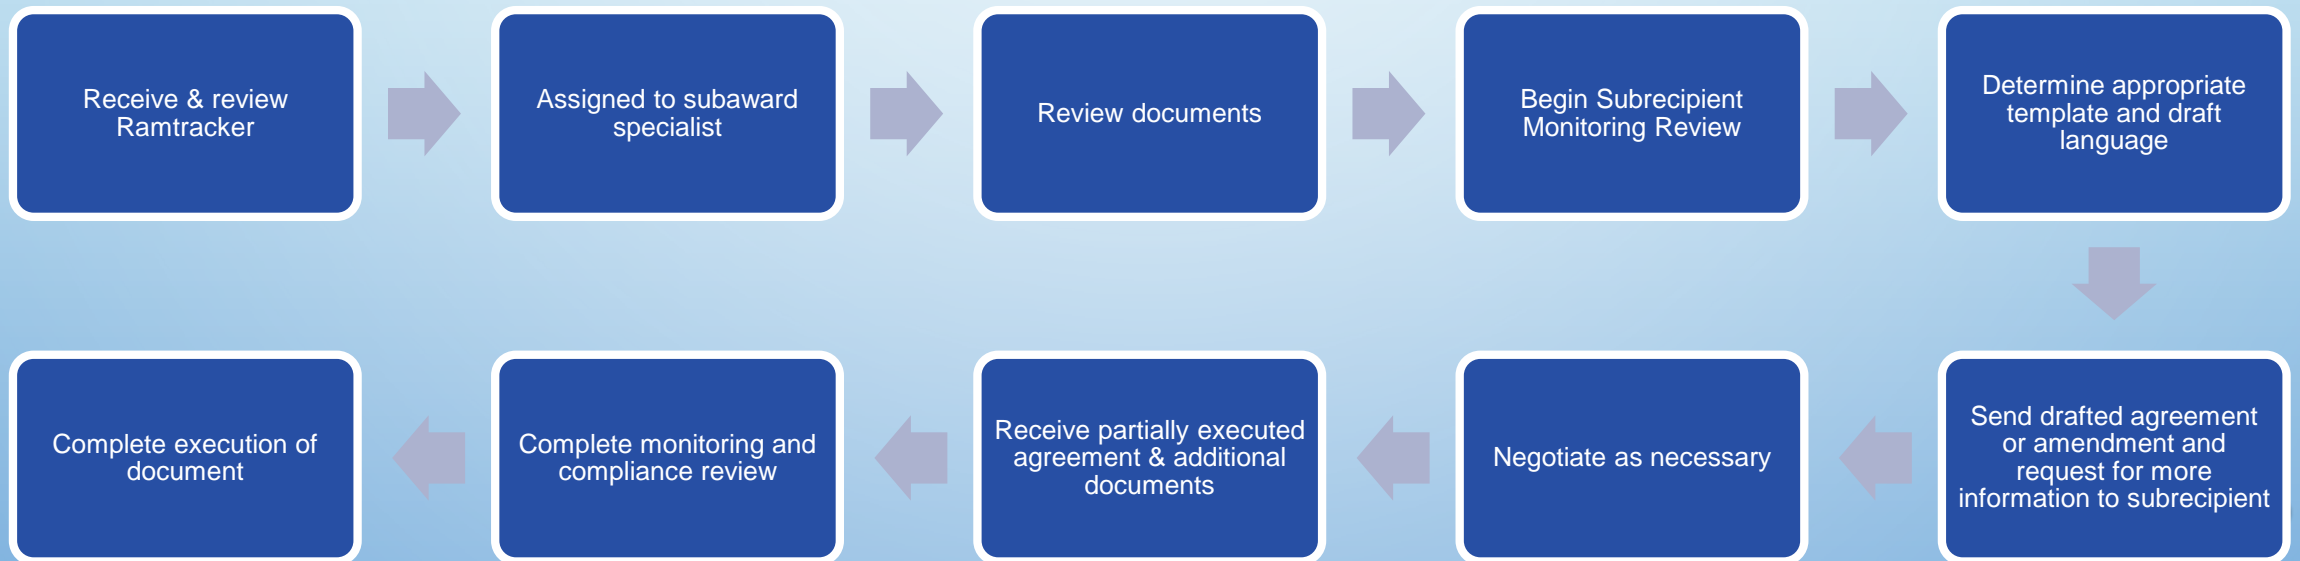 Receive & review
Ramtracker
Assigned to subaward
specialist
Review documents
Begin Subrecipient
Monitoring Review
Determine appropriate
template and draft
language
Send drafted agreement
or amendment and
request for more
information to subrecipient
Negotiate as necessary
Receive partially executed
agreement & additional
documents
Complete monitoring and
compliance review
Complete execution of
document